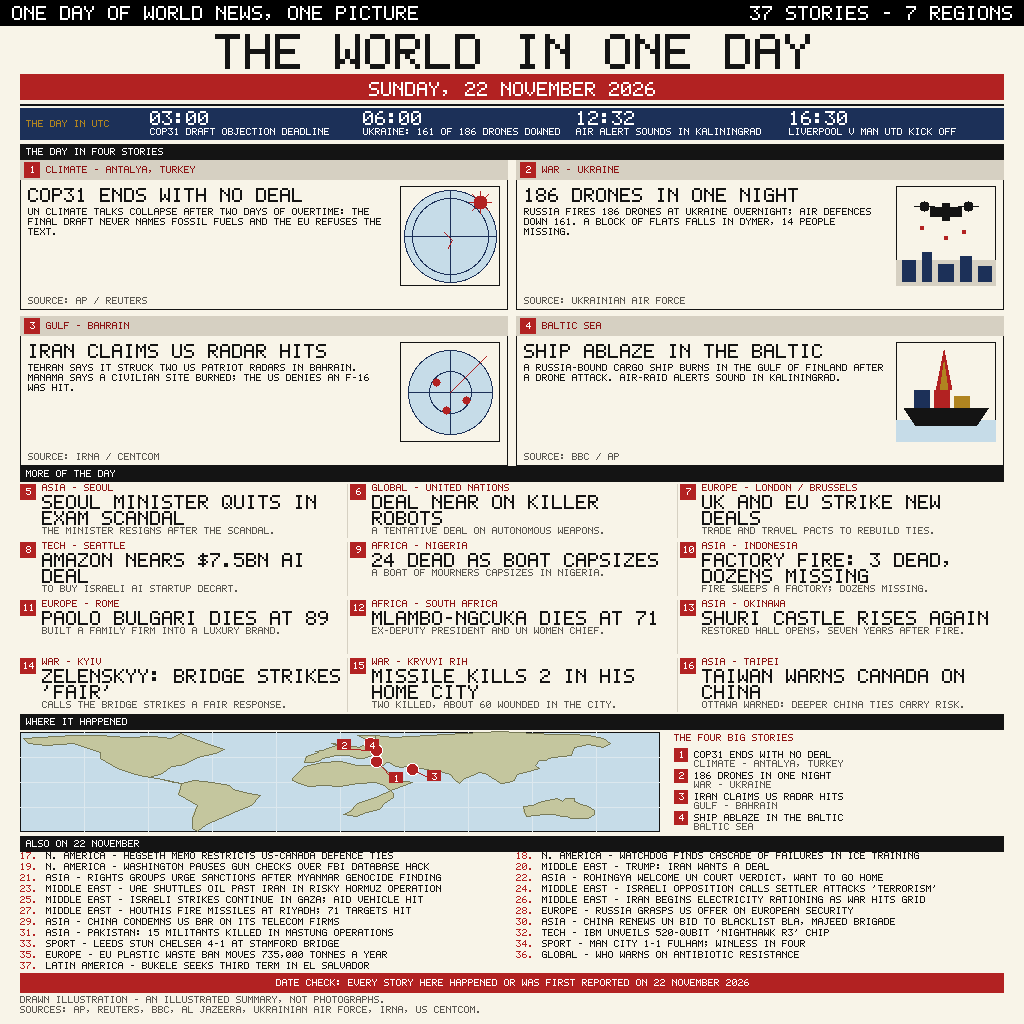 ONE DAY OF WORLD NEWS, ONE PICTURE
37 STORIES - 7 REGIONS
THE WORLD IN ONE DAY
SUNDAY, 22 NOVEMBER 2026
THE DAY IN UTC
03:00
COP31 DRAFT OBJECTION DEADLINE
06:00
UKRAINE: 161 OF 186 DRONES DOWNED
12:32
AIR ALERT SOUNDS IN KALININGRAD
16:30
LIVERPOOL V MAN UTD KICK OFF
THE DAY IN FOUR STORIES
1 CLIMATE - ANTALYA, TURKEY
COP31 ENDS WITH NO DEAL
UN CLIMATE TALKS COLLAPSE AFTER TWO DAYS OF OVERTIME: THE
FINAL DRAFT NEVER NAMES FOSSIL FUELS AND THE EU REFUSES THE
TEXT.
SOURCE: AP / REUTERS
2 WAR - UKRAINE
186 DRONES IN ONE NIGHT
RUSSIA FIRES 186 DRONES AT UKRAINE OVERNIGHT; AIR DEFENCES
DOWN 161. A BLOCK OF FLATS FALLS IN DYMER, 14 PEOPLE
MISSING.
SOURCE: UKRAINIAN AIR FORCE
3 GULF - BAHRAIN
IRAN CLAIMS US RADAR HITS
TEHRAN SAYS IT STRUCK TWO US PATRIOT RADARS IN BAHRAIN.
MANAMA SAYS A CIVILIAN SITE BURNED; THE US DENIES AN F-16
WAS HIT.
SOURCE: IRNA / CENTCOM
4 BALTIC SEA
SHIP ABLAZE IN THE BALTIC
A RUSSIA-BOUND CARGO SHIP BURNS IN THE GULF OF FINLAND AFTER
A DRONE ATTACK. AIR-RAID ALERTS SOUND IN KALININGRAD.
SOURCE: BBC / AP
MORE OF THE DAY
5 ASIA - SEOUL
SEOUL MINISTER QUITS IN
EXAM SCANDAL
THE MINISTER RESIGNS AFTER THE SCANDAL.
6 GLOBAL - UNITED NATIONS
DEAL NEAR ON KILLER
ROBOTS
A TENTATIVE DEAL ON AUTONOMOUS WEAPONS.
7 EUROPE - LONDON / BRUSSELS
UK AND EU STRIKE NEW
DEALS
TRADE AND TRAVEL PACTS TO REBUILD TIES.
8 TECH - SEATTLE
AMAZON NEARS $7.5BN AI
DEAL
TO BUY ISRAELI AI STARTUP DECART.
9 AFRICA - NIGERIA
24 DEAD AS BOAT CAPSIZES
A BOAT OF MOURNERS CAPSIZES IN NIGERIA.
10 ASIA - INDONESIA
FACTORY FIRE: 3 DEAD,
DOZENS MISSING
FIRE SWEEPS A FACTORY; DOZENS MISSING.
11 EUROPE - ROME
PAOLO BULGARI DIES AT 89
BUILT A FAMILY FIRM INTO A LUXURY BRAND.
12 AFRICA - SOUTH AFRICA
MLAMBO-NGCUKA DIES AT 71
EX-DEPUTY PRESIDENT AND UN WOMEN CHIEF.
13 ASIA - OKINAWA
SHURI CASTLE RISES AGAIN
RESTORED HALL OPENS, SEVEN YEARS AFTER FIRE.
14 WAR - KYIV
ZELENSKYY: BRIDGE STRIKES
'FAIR'
CALLS THE BRIDGE STRIKES A FAIR RESPONSE.
15 WAR - KRYVYI RIH
MISSILE KILLS 2 IN HIS
HOME CITY
TWO KILLED, ABOUT 60 WOUNDED IN THE CITY.
16 ASIA - TAIPEI
TAIWAN WARNS CANADA ON
CHINA
OTTAWA WARNED: DEEPER CHINA TIES CARRY RISK.
WHERE IT HAPPENED
2
4
1
3
THE FOUR BIG STORIES
1 COP31 ENDS WITH NO DEAL
CLIMATE - ANTALYA, TURKEY
2 186 DRONES IN ONE NIGHT
WAR - UKRAINE
3 IRAN CLAIMS US RADAR HITS
GULF - BAHRAIN
4 SHIP ABLAZE IN THE BALTIC
BALTIC SEA
ALSO ON 22 NOVEMBER
17. N. AMERICA - HEGSETH MEMO RESTRICTS US-CANADA DEFENCE TIES
18. N. AMERICA - WATCHDOG FINDS CASCADE OF FAILURES IN ICE TRAINING
19. N. AMERICA - WASHINGTON PAUSES GUN CHECKS OVER FBI DATABASE HACK
20. MIDDLE EAST - TRUMP: IRAN WANTS A DEAL
21. ASIA - RIGHTS GROUPS URGE SANCTIONS AFTER MYANMAR GENOCIDE FINDING
22. ASIA - ROHINGYA WELCOME UN COURT VERDICT, WANT TO GO HOME
23. MIDDLE EAST - UAE SHUTTLES OIL PAST IRAN IN RISKY HORMUZ OPERATION
24. MIDDLE EAST - ISRAELI OPPOSITION CALLS SETTLER ATTACKS 'TERRORISM'
25. MIDDLE EAST - ISRAELI STRIKES CONTINUE IN GAZA; AID VEHICLE HIT
26. MIDDLE EAST - IRAN BEGINS ELECTRICITY RATIONING AS WAR HITS GRID
27. MIDDLE EAST - HOUTHIS FIRE MISSILES AT RIYADH; 71 TARGETS HIT
28. EUROPE - RUSSIA GRASPS US OFFER ON EUROPEAN SECURITY
29. ASIA - CHINA CONDEMNS US BAR ON ITS TELECOM FIRMS
30. ASIA - CHINA RENEWS UN BID TO BLACKLIST BLA, MAJEED BRIGADE
31. ASIA - PAKISTAN: 15 MILITANTS KILLED IN MASTUNG OPERATIONS
32. TECH - IBM UNVEILS 520-QUBIT 'NIGHTHAWK R3' CHIP
33. SPORT - LEEDS STUN CHELSEA 4-1 AT STAMFORD BRIDGE
34. SPORT - MAN CITY 1-1 FULHAM; WINLESS IN FOUR
35. EUROPE - EU PLASTIC WASTE BAN MOVES 735,000 TONNES A YEAR
36. GLOBAL - WHO WARNS ON ANTIBIOTIC RESISTANCE
37. LATIN AMERICA - BUKELE SEEKS THIRD TERM IN EL SALVADOR
DATE CHECK: EVERY STORY HERE HAPPENED OR WAS FIRST REPORTED ON 22 NOVEMBER 2026
DRAWN ILLUSTRATION - AN ILLUSTRATED SUMMARY, NOT PHOTOGRAPHS.
SOURCES: AP, REUTERS, BBC, AL JAZEERA, UKRAINIAN AIR FORCE, IRNA, US CENTCOM.